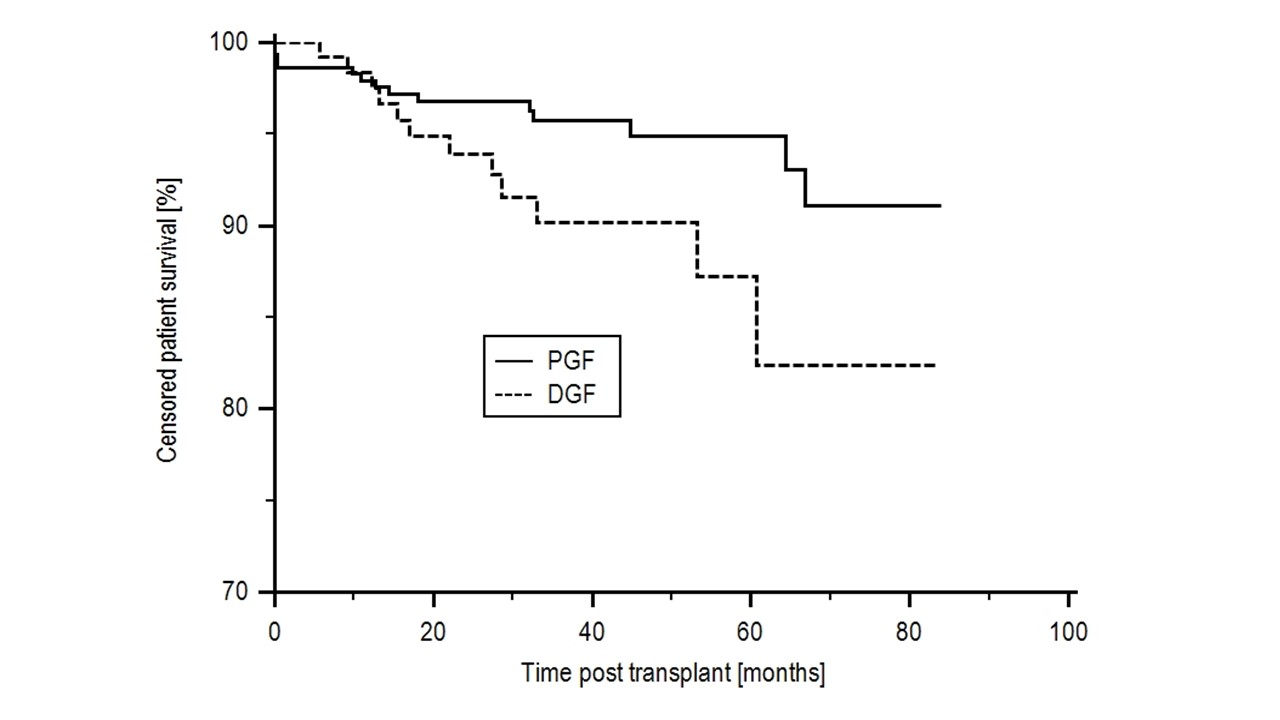 100
90
80
70
Censored patient survival [%]
PGF
DGF
0 20 40 60 80 100
Time post transplant [months]